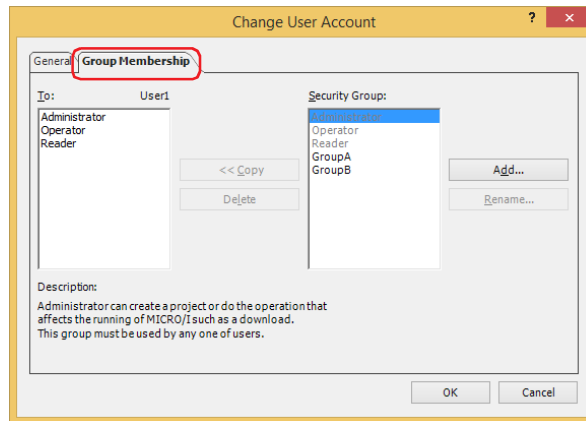 Change User Account
?
×
General
Group Membership
To: User1
Security Group:
Administrator
Operator
Reader
Administrator
Operator
Reader
GroupA
GroupB
<< Copy
Delete
Add...
Rename...
Description:
Administrator can create a project or do the operation that
affects the running of MICRO/I such as a download.
This group must be used by any one of users.
OK
Cancel